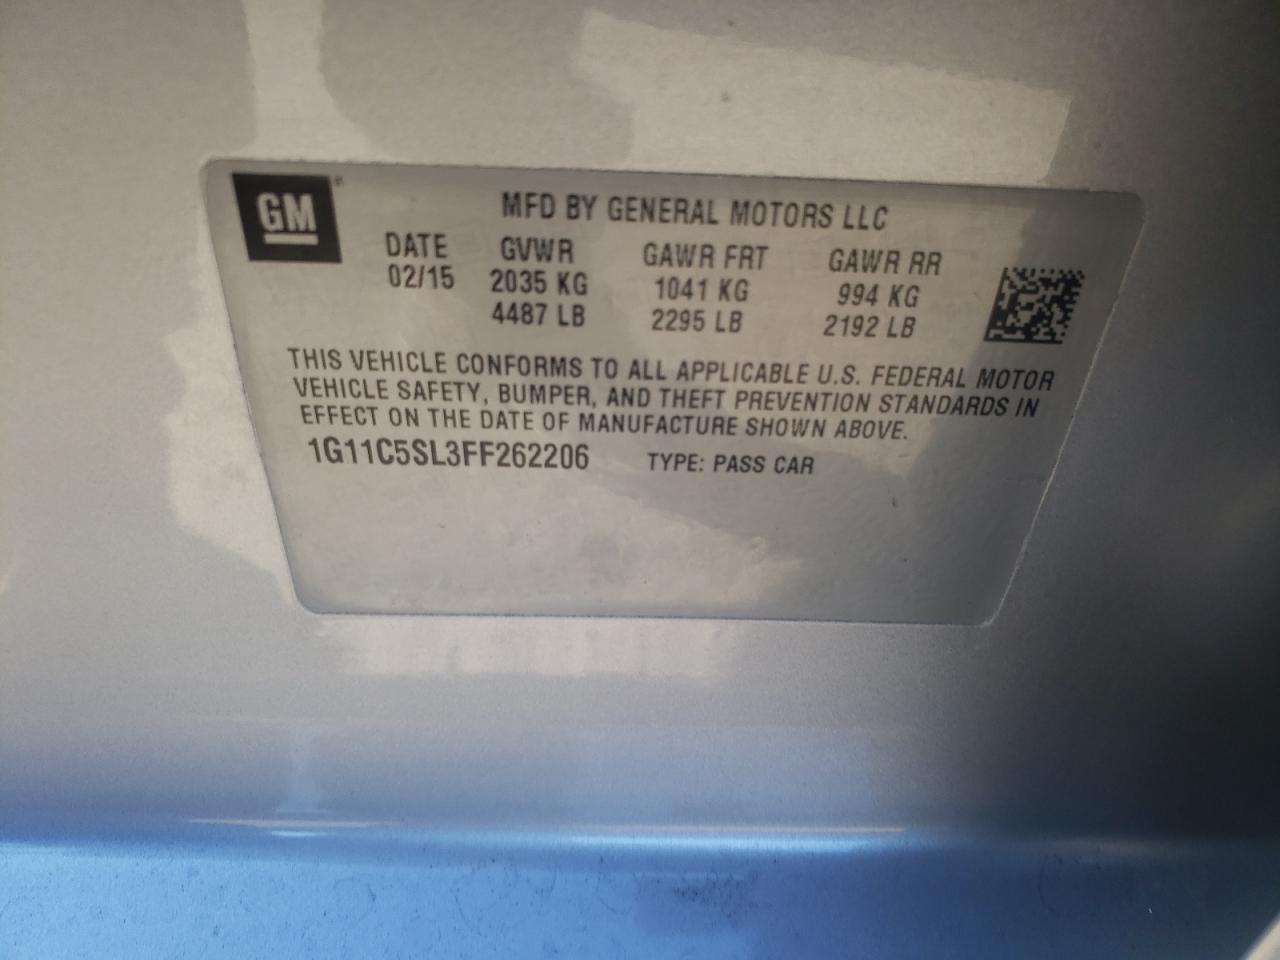 GM
MFD BY GENERAL MOTORS LLC
DATE GVWR GAWR FRT GAWR RR
02/15 2035 KG 1041 KG 994 KG
4487 LB 2295 LB 2192 LB
THIS VEHICLE CONFORMS TO ALL APPLICABLE U.S. FEDERAL MOTOR
VEHICLE SAFETY, BUMPER, AND THEFT PREVENTION STANDARDS IN
EFFECT ON THE DATE OF MANUFACTURE SHOWN ABOVE.
1G11C5SL3FF262206 TYPE: PASS CAR